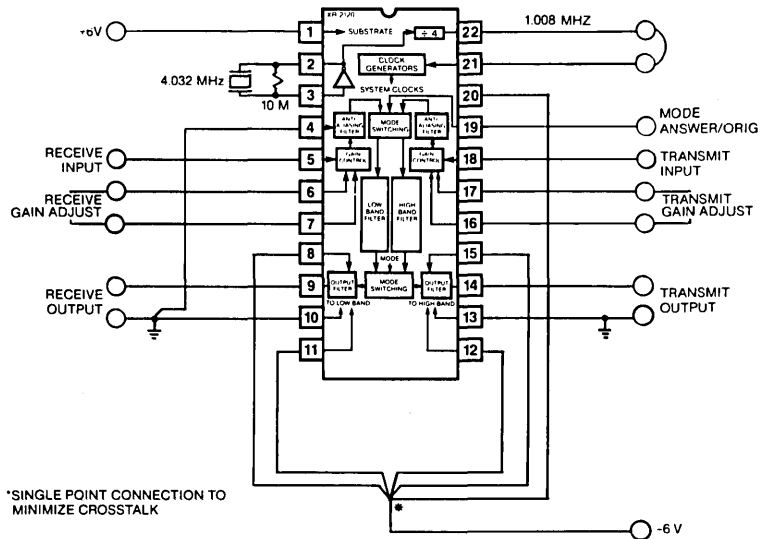 XR 2120
+6V
1
SUBSTRATE
÷ 4
22
1.008 MHZ
2
CLOCK GENERATORS
21
4.032 MHz
10 M
3
SYSTEM CLOCKS
20
4
ANTI ALIASING FILTER
MODE SWITCHING
ANTI ALIASING FILTER
19
MODE
ANSWER/ORIG
RECEIVE
INPUT
5
GAIN CONTROL
GAIN CONTROL
18
TRANSMIT
INPUT
6
17
RECEIVE
GAIN ADJUST
TRANSMIT
GAIN ADJUST
7
LOW BAND FILTER
HIGH BAND FILTER
16
8
MODE
15
9
OUTPUT FILTER
MODE SWITCHING
OUTPUT FILTER
14
RECEIVE
OUTPUT
TRANSMIT
OUTPUT
10
TO LOW BAND
TO HIGH BAND
13
11
12
*SINGLE POINT CONNECTION TO
MINIMIZE CROSSTALK
*
-6 V